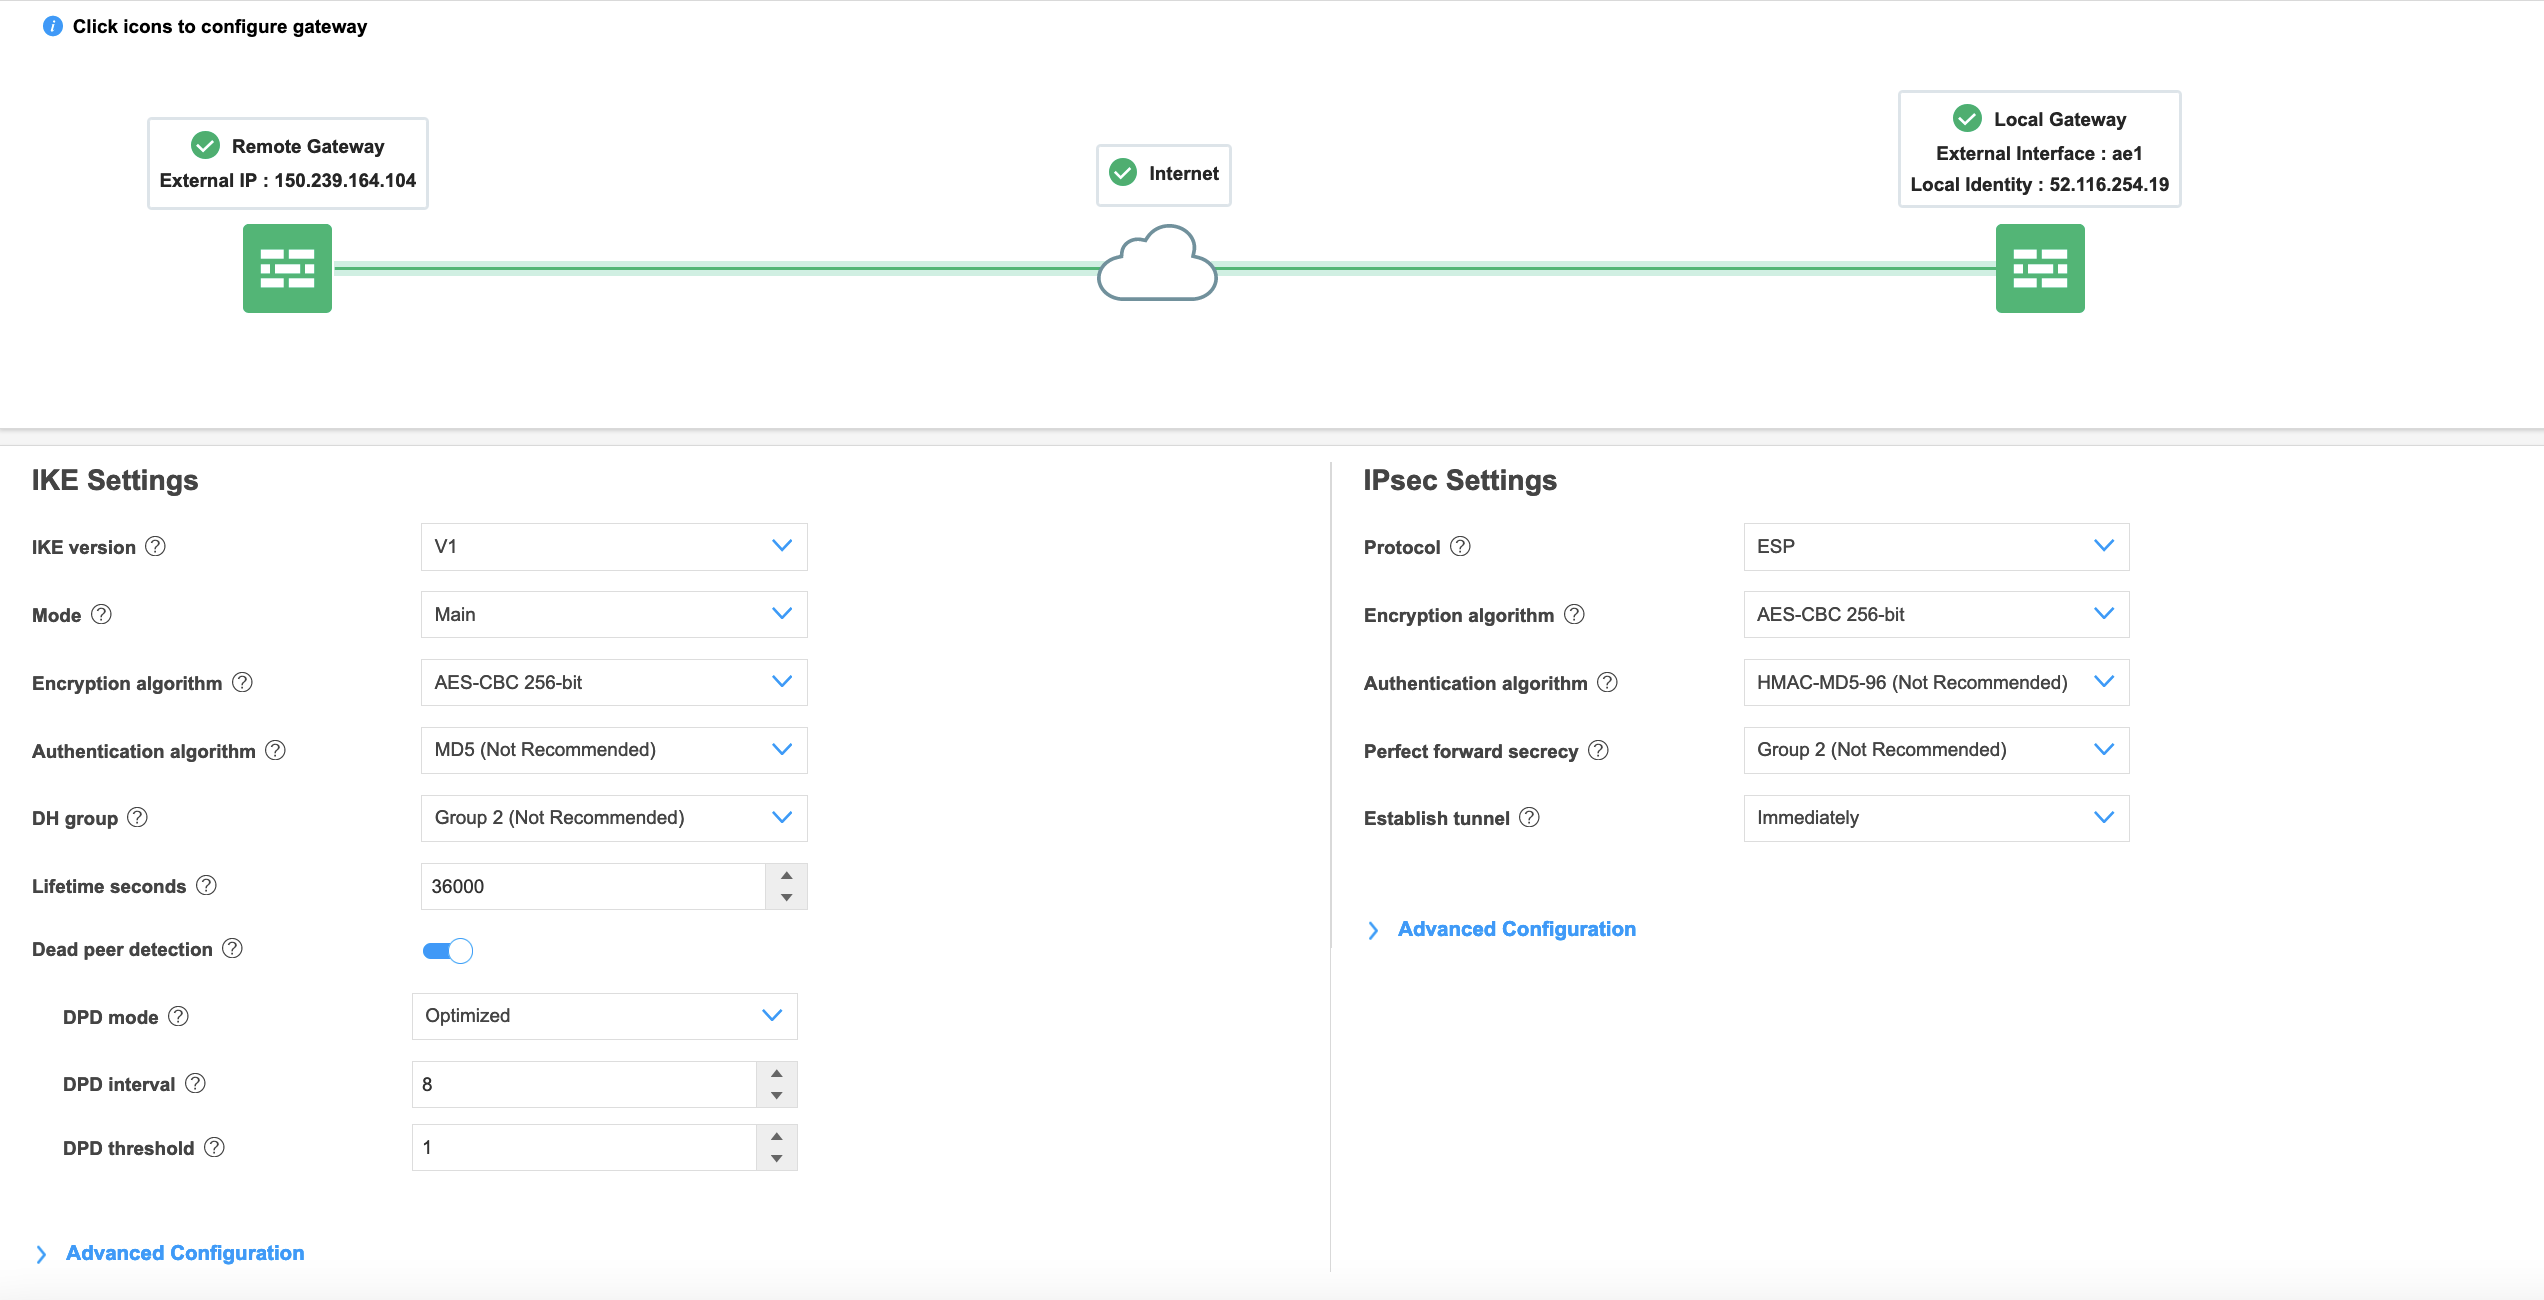 Click icons to configure gateway
Remote Gateway
External IP : 150.239.164.104
Internet
Local Gateway
External Interface : ae1
Local Identity : 52.116.254.19
IKE Settings
IKE version
V1
Mode
Main
Encryption algorithm
AES-CBC 256-bit
Authentication algorithm
MD5 (Not Recommended)
DH group
Group 2 (Not Recommended)
Lifetime seconds
36000
Dead peer detection
DPD mode
Optimized
DPD interval
8
DPD threshold
1
Advanced Configuration
IPsec Settings
Protocol
ESP
Encryption algorithm
AES-CBC 256-bit
Authentication algorithm
HMAC-MD5-96 (Not Recommended)
Perfect forward secrecy
Group 2 (Not Recommended)
Establish tunnel
Immediately
Advanced Configuration